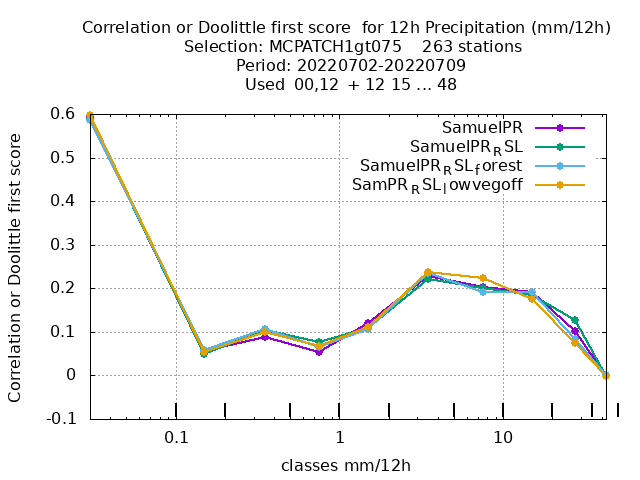 Correlation or Doolittle first score  for 12h Precipitation (mm/12h)
Selection: MCPATCH1gt075    263 stations
Period: 20220702-20220709
Used  00,12  + 12 15 ... 48
SamuelPR
SamuelPR_RSL
SamuelPR_RSL_forest
SamPR_RSL_lowvegoff
Correlation or Doolittle first score
0.6
0.5
0.4
0.3
0.2
0.1
0
-0.1
0.1
1
10
classes mm/12h